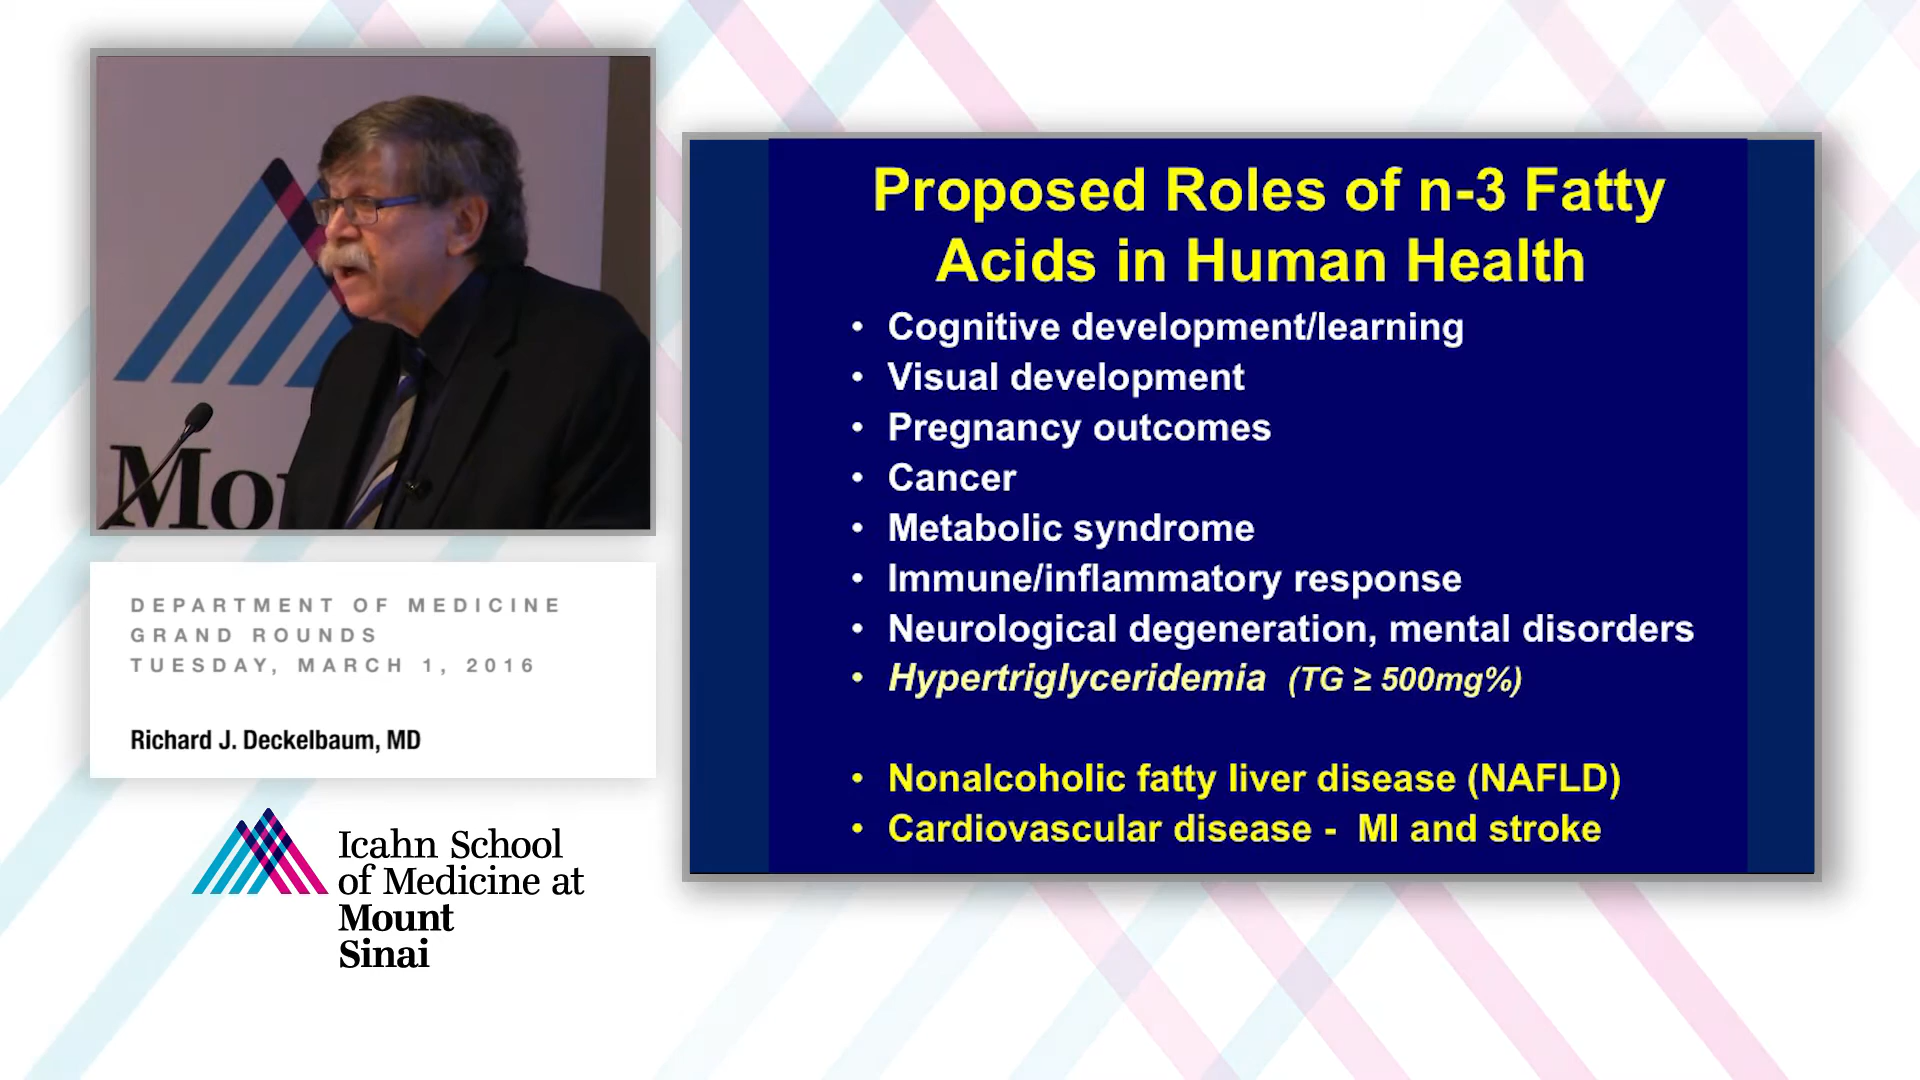 Mou
DEPARTMENT OF MEDICINE
GRAND ROUNDS
TUESDAY, MARCH 1, 2016
Richard J. Deckelbaum, MD
Icahn School
of Medicine at
Mount
Sinai
Proposed Roles of n-3 Fatty
Acids in Human Health
• Cognitive development/learning
• Visual development
• Pregnancy outcomes
• Cancer
• Metabolic syndrome
• Immune/inflammatory response
• Neurological degeneration, mental disorders
• Hypertriglyceridemia (TG ≥ 500mg%)
• Nonalcoholic fatty liver disease (NAFLD)
• Cardiovascular disease - MI and stroke